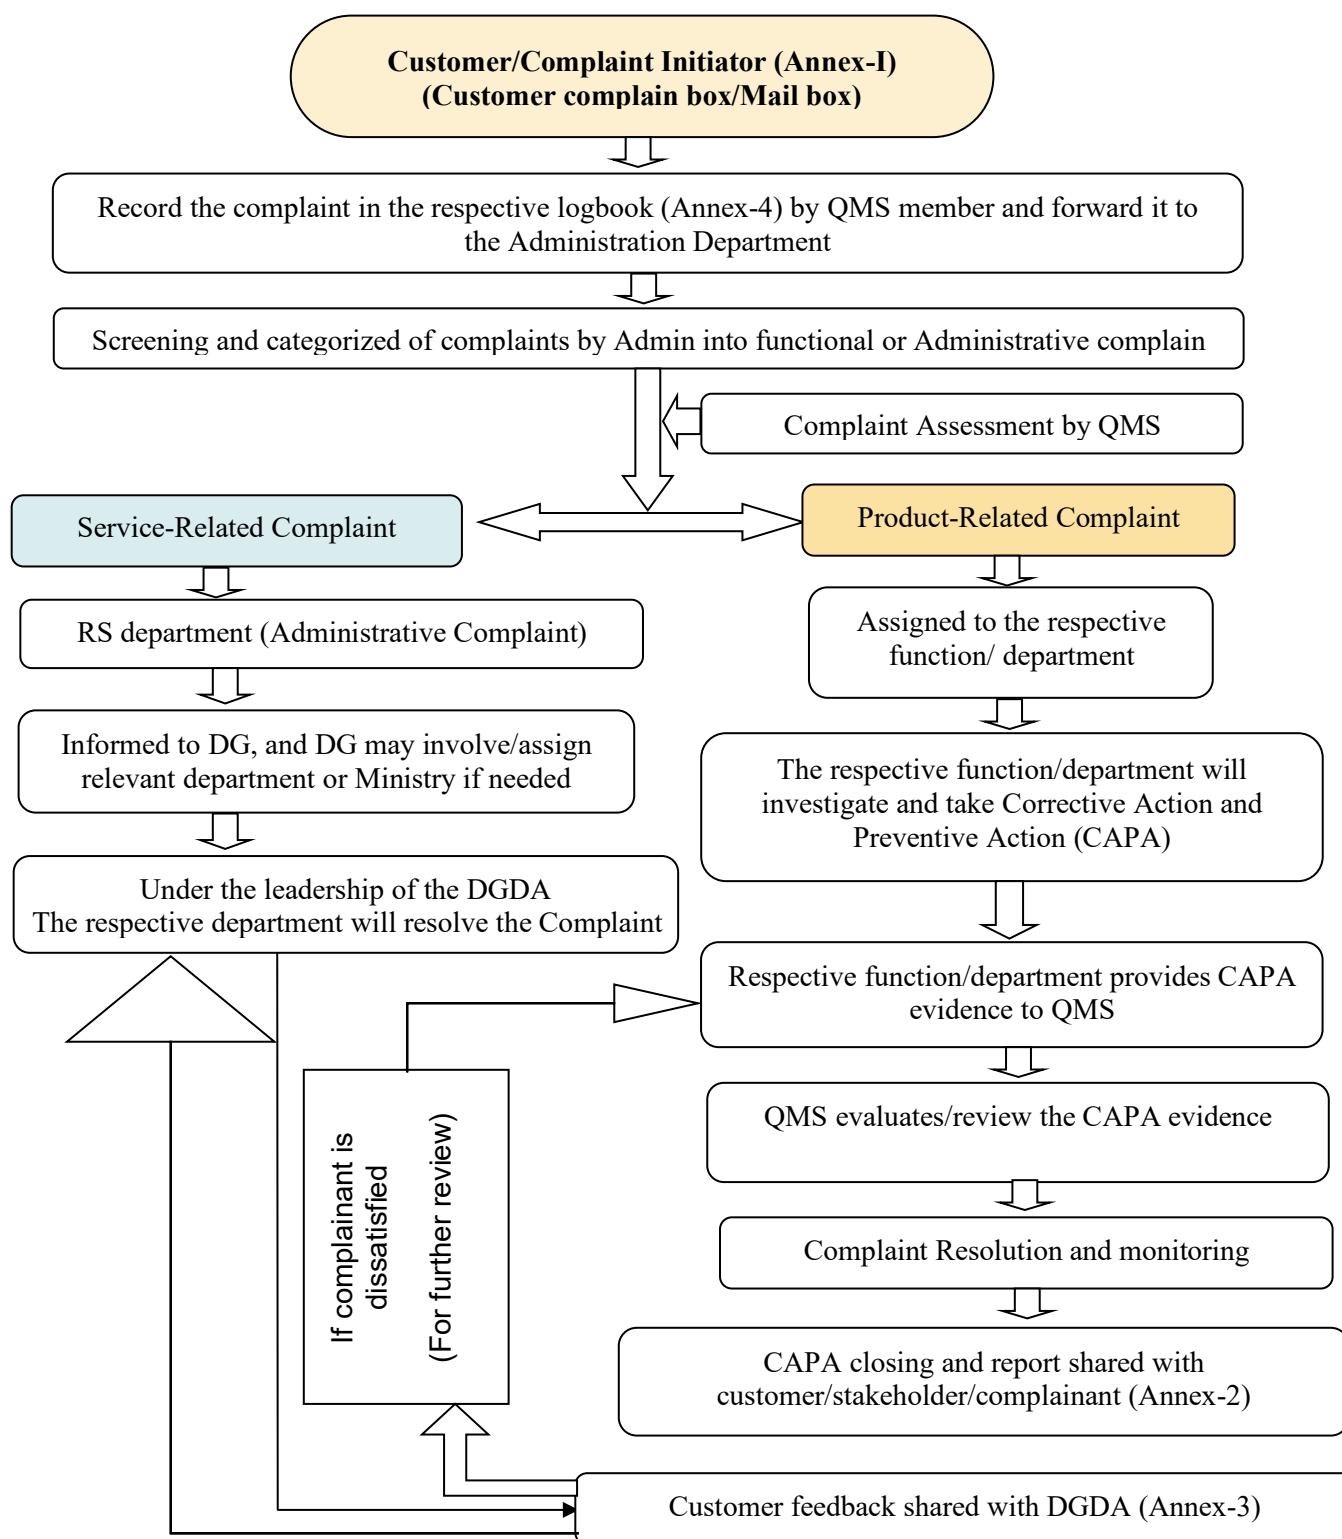 Customer/Complaint Initiator (Annex-I)
(Customer complain box/Mail box)
Record the complaint in the respective logbook (Annex-4) by QMS member and forward it to
the Administration Department
Screening and categorized of complaints by Admin into functional or Administrative complain
Complaint Assessment by QMS
Service-Related Complaint
Product-Related Complaint
RS department (Administrative Complaint)
Assigned to the respective
function/ department
Informed to DG, and DG may involve/assign
relevant department or Ministry if needed
The respective function/department will
investigate and take Corrective Action and
Preventive Action (CAPA)
Under the leadership of the DGDA
The respective department will resolve the Complaint
Respective function/department provides CAPA
evidence to QMS
QMS evaluates/review the CAPA evidence
If complainant is
dissatisfied
(For further review)
Complaint Resolution and monitoring
CAPA closing and report shared with
customer/stakeholder/complainant (Annex-2)
Customer feedback shared with DGDA (Annex-3)